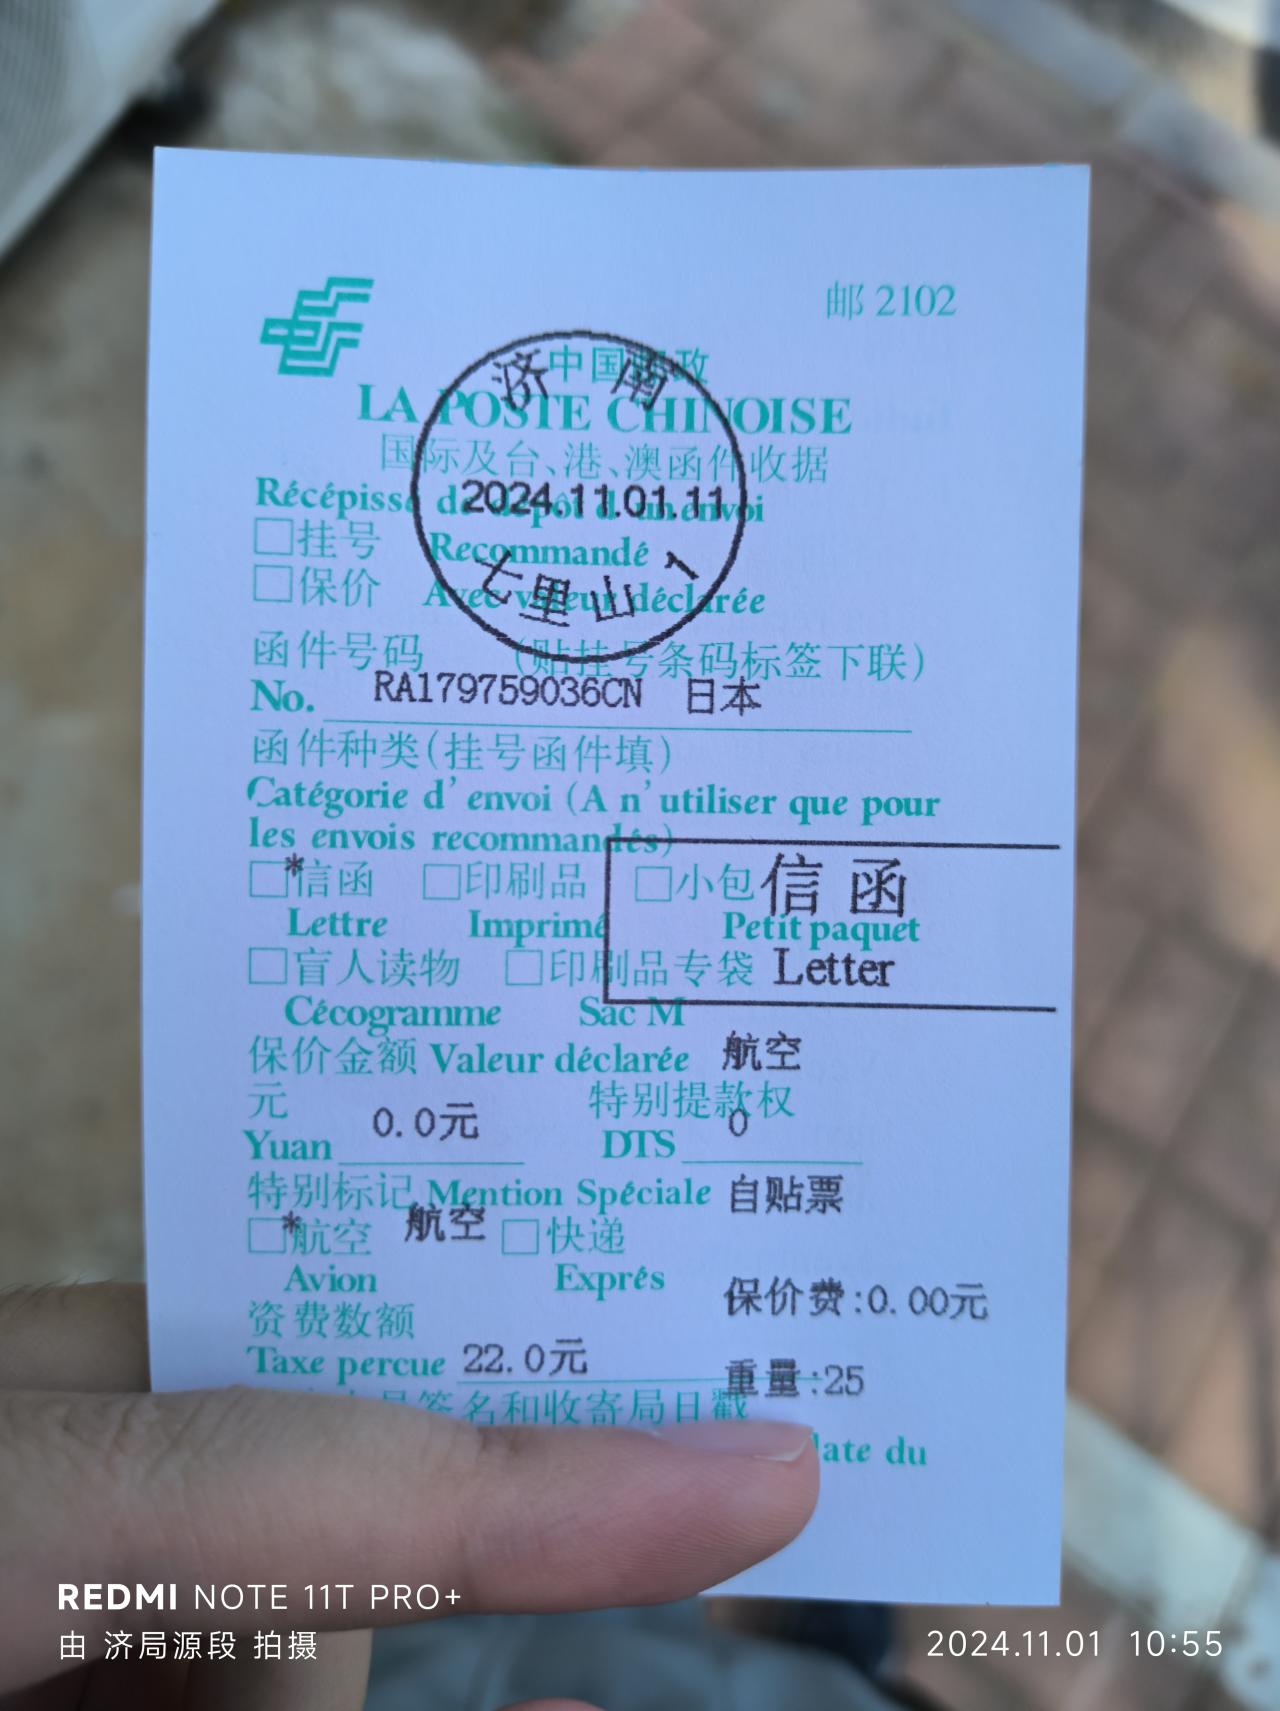 邮 2102
中国邮政
LA POSTE CHINOISE
国际及台、港、澳函件收据
Récépissé de dépôt d'un envoi
济南
2024.11.01.11
七里山 1
□挂号 Recommandé
□保价 Avec valeur déclarée
函件号码 (贴挂号条码标签下联)
No. RA179759036CN 日本
函件种类(挂号函件填)
Catégorie d'envoi (A n'utiliser que pour
les envois recommandés)
□*信函 □印刷品 □小包
信函
Lettre Imprimé Petit paquet
□盲人读物 □印刷品专袋
Letter
Cécogramme Sac M
保价金额 Valeur déclarée 航空
元 特别提款权
Yuan 0.0元 DTS 0
特别标记 Mention Spéciale 自贴票
□*航空 航空 □快递
Avion Exprés
保价费:0.00元
资费数额
Taxe percue 22.0元
重量:25
员签名和收寄局日戳
date du
REDMI NOTE 11T PRO+
由 济局源段 拍摄
2024.11.01 10:55